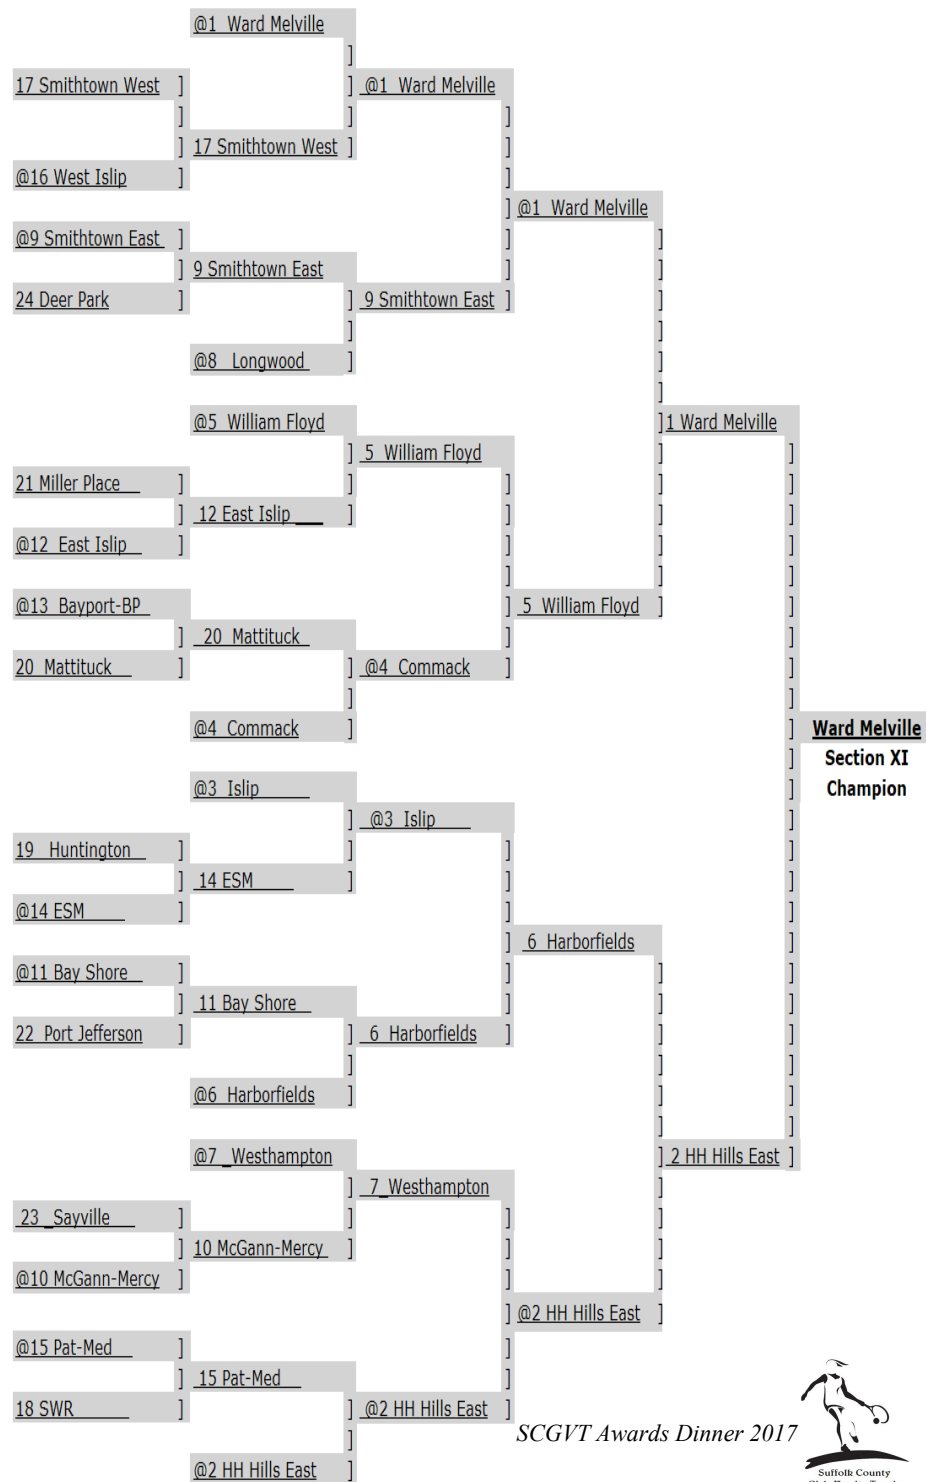 @1 Ward Melville
17 Smithtown West ] @1 Ward Melville
17 Smithtown West ]
@16 West Islip ]
@1 Ward Melville
@9 Smithtown East ]
9 Smithtown East
24 Deer Park ] 9 Smithtown East ]
@8 Longwood ]
@5 William Floyd ]1 Ward Melville
5 William Floyd
21 Miller Place ]
12 East Islip ]
@12 East Islip ]
@13 Bayport-BP 5 William Floyd ]
20 Mattituck
20 Mattituck ] @4 Commack ]
@4 Commack ] Ward Melville
Section XI
@3 Islip Champion
@3 Islip
19 Huntington ]
14 ESM ]
@14 ESM ]
6 Harborfields
@11 Bay Shore ]
11 Bay Shore
22 Port Jefferson ] 6 Harborfields ]
@6 Harborfields ]
@7 _Westhampton ] 2 HH Hills East ]
7_Westhampton
23 _Sayville ]
10 McGann-Mercy ]
@10 McGann-Mercy ]
@2 HH Hills East ]
@15 Pat-Med ]
15 Pat-Med
18 SWR ] @2 HH Hills East ]
SCGVT Awards Dinner 2017
@2 HH Hills East ]
Suffolk County